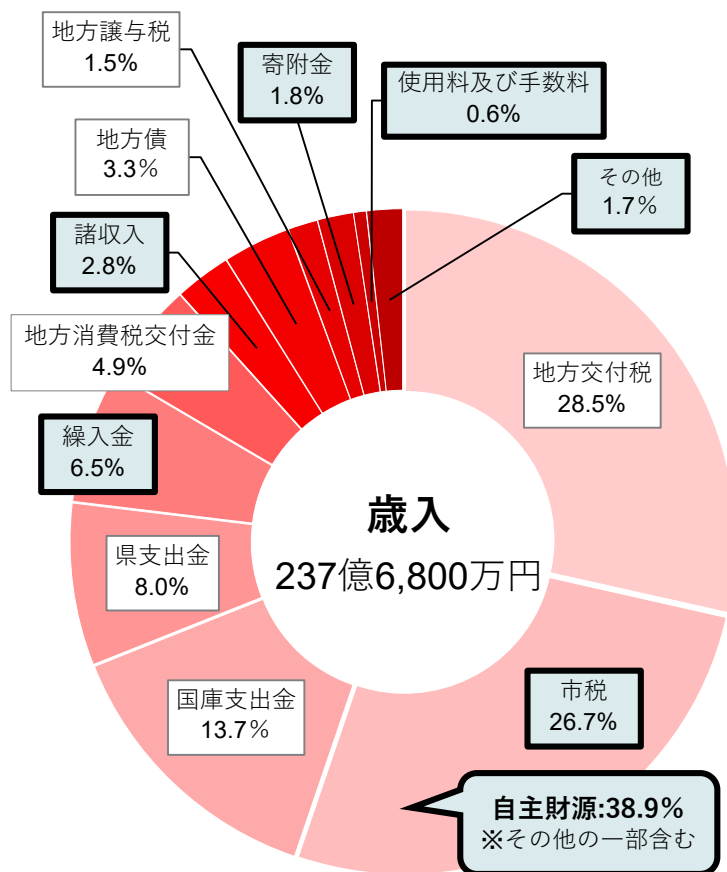 地方譲与税
1.5%
寄附金
1.8%
使用料及び手数料
0.6%
地方債
3.3%
その他
1.7%
諸収入
2.8%
地方消費税交付金
4.9%
地方交付税
28.5%
繰入金
6.5%
歳入
237億6,800万円
県支出金
8.0%
国庫支出金
13.7%
市税
26.7%
自主財源:38.9%
※その他の一部含む